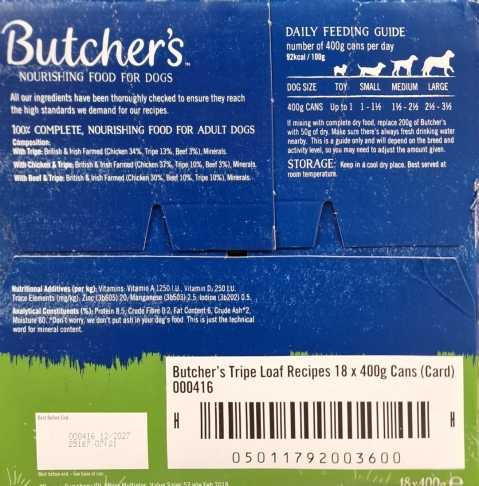 Butcher's™
NOURISHING FOOD FOR DOGS
All our ingredients have been thoroughly checked to ensure they reach
the high standards we demand for our recipes.
100% COMPLETE, NOURISHING FOOD FOR ADULT DOGS
Composition:
With Tripe: British & Irish Farmed (Chicken 34%, Tripe 13%, Beef 3%), Minerals.
With Chicken & Tripe: British & Irish Farmed (Chicken 37%, Tripe 10%, Beef 3%), Minerals.
With Beef & Tripe: British & Irish Farmed (Chicken 30%, Beef 10%, Tripe 10%), Minerals.
DAILY FEEDING GUIDE
number of 400g cans per day
92kcal / 100g
DOG SIZE TOY SMALL MEDIUM LARGE
400g CANS Up to 1 1 - 1½ 1½ - 2½ 2½ - 3½
If mixing with complete dry food, replace 200g of Butcher's
with 50g of dry. Make sure there's always fresh drinking water
nearby. This is a guide only and will depend on the breed and
activity level, so you may need to adjust the amount given.
STORAGE: Keep in a cool dry place. Best served at
room temperature.
Nutritional Additives (per kg): Vitamins: Vitamin A 1250 I.U., Vitamin D₃ 250 I.U.
Trace Elements (mg/kg), Zinc (3b605) 20, Manganese (3b503) 2.5, Iodine (3b202) 0.5.
Analytical Constituents (%): Protein 8.5, Crude Fibre 0.2, Fat Content 6, Crude Ash*2,
Moisture 80. *Don't worry, we don't put ash in your dog's food. This is just the technical
word for mineral content.
Butcher's Tripe Loaf Recipes 18 x 400g Cans (Card)
000416
H H
05011792003600
Best Before End
000416 12/2027
25167 07F21
Best before end – See base of can
18x400g ℮